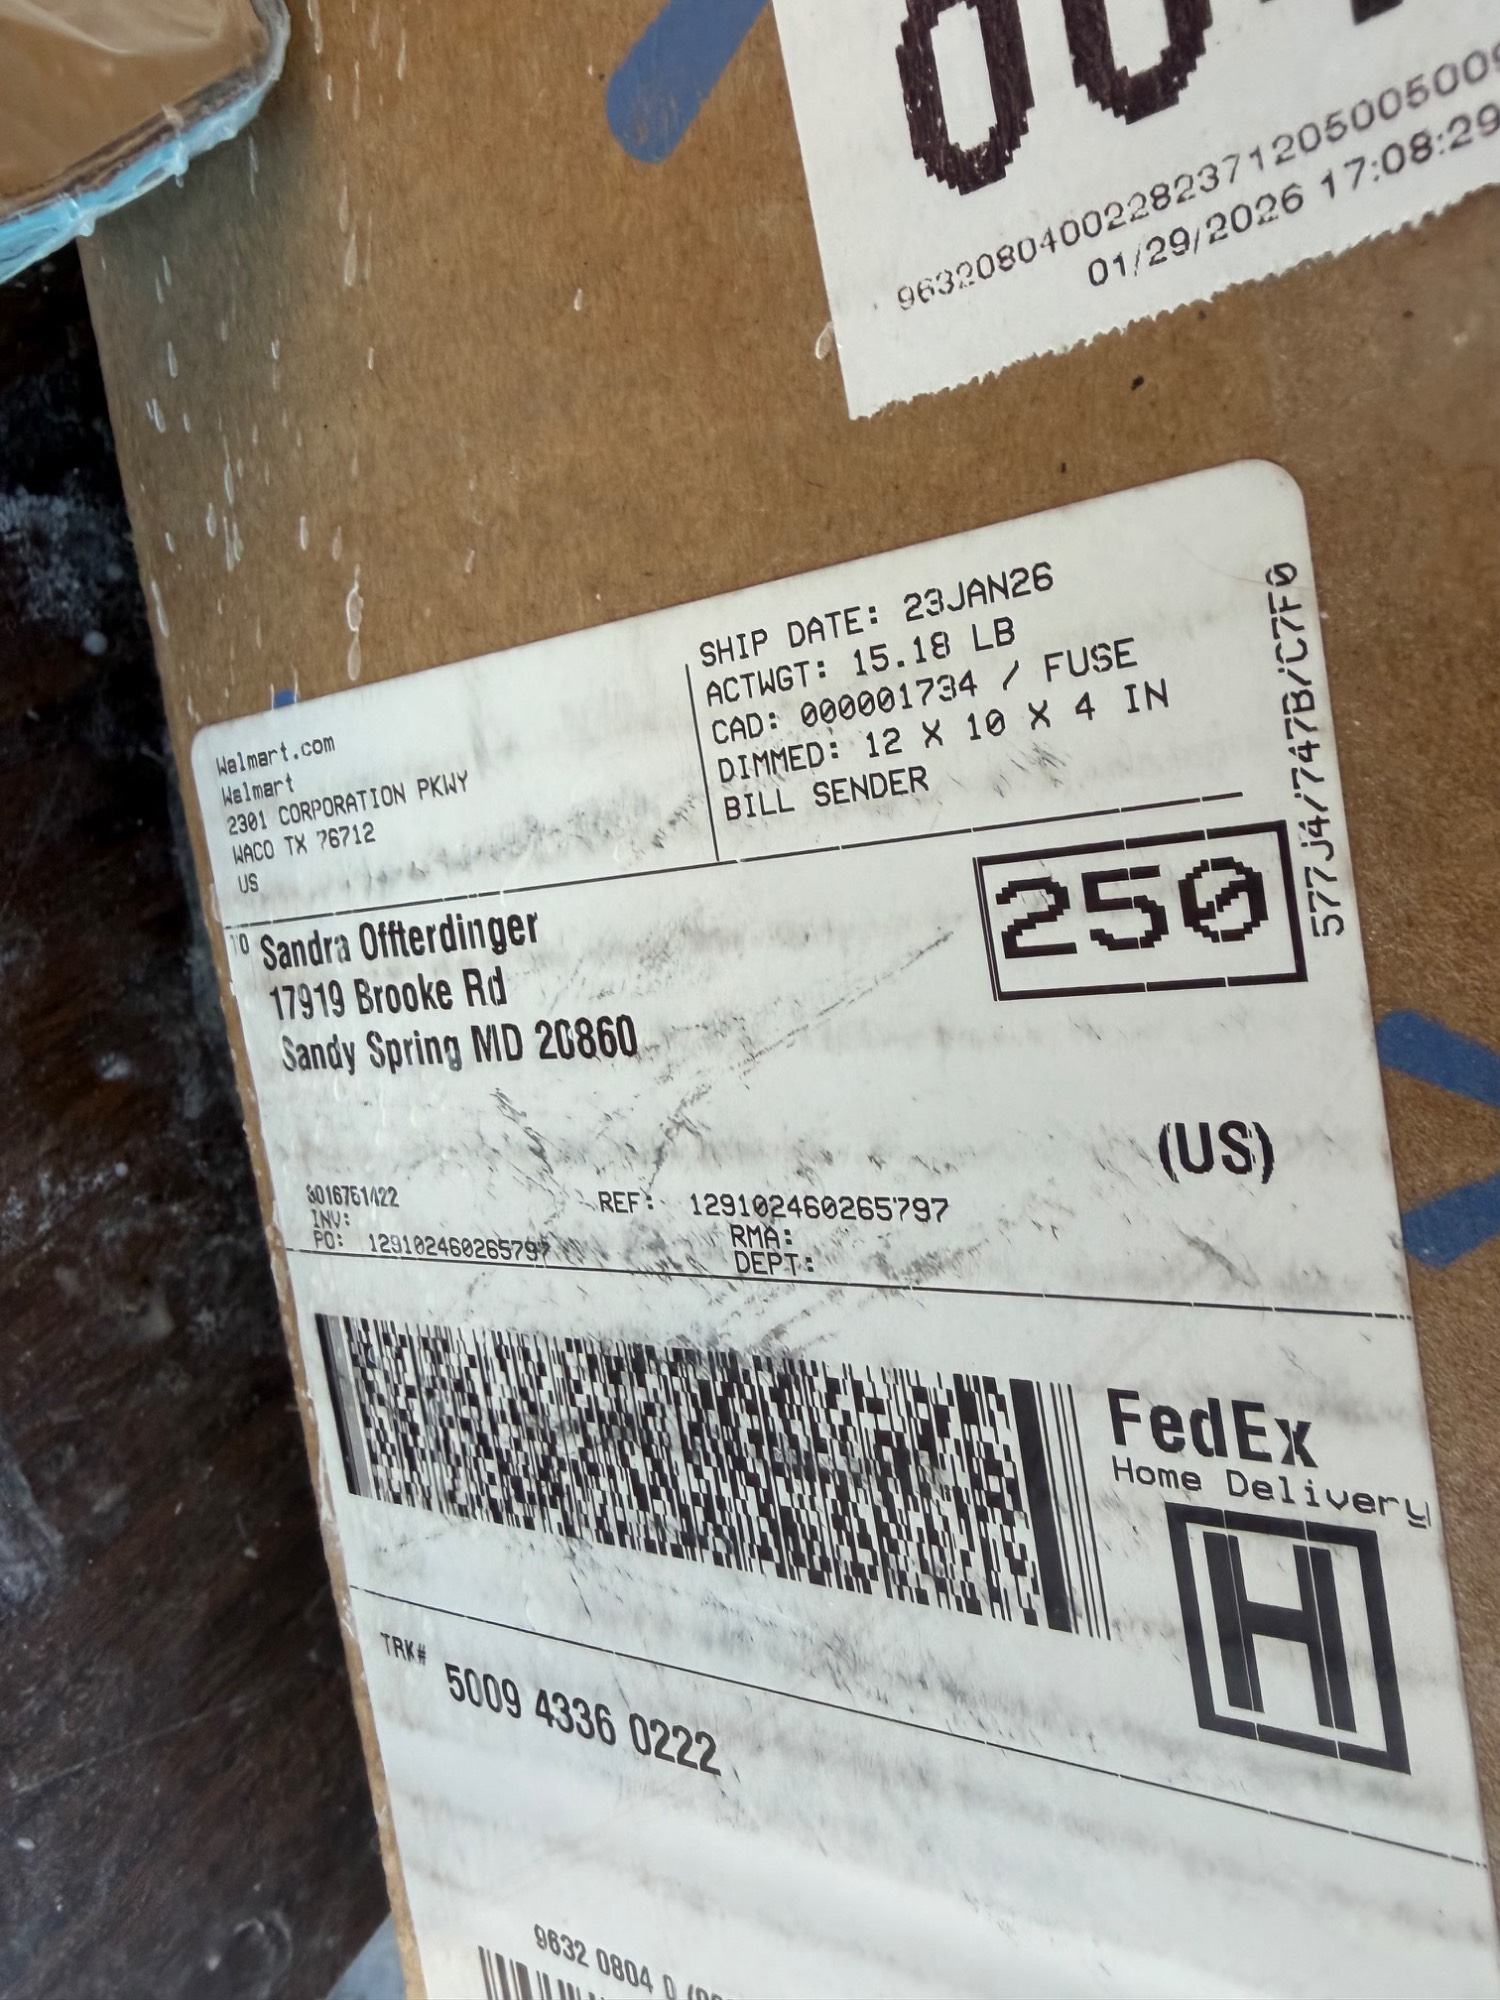 96320804002282371205005009
01/29/2026 17:08:29
SHIP DATE: 23JAN26
ACTWGT: 15.18 LB
CAD: 000001734 / FUSE
DIMMED: 12 X 10 X 4 IN
BILL SENDER
Walmart.com
Walmart
2301 CORPORATION PKWY
WACO TX 76712
US
577J4/747B/C7F0
TO Sandra Offterdinger
17919 Brooke Rd
Sandy Spring MD 20860
250
(US)
3016761422
REF: 129102460265797
INV:
RMA:
PO: 129102460265797
DEPT:
FedEx
Home Delivery
H
TRK# 5009 4336 0222
9632 0804 0